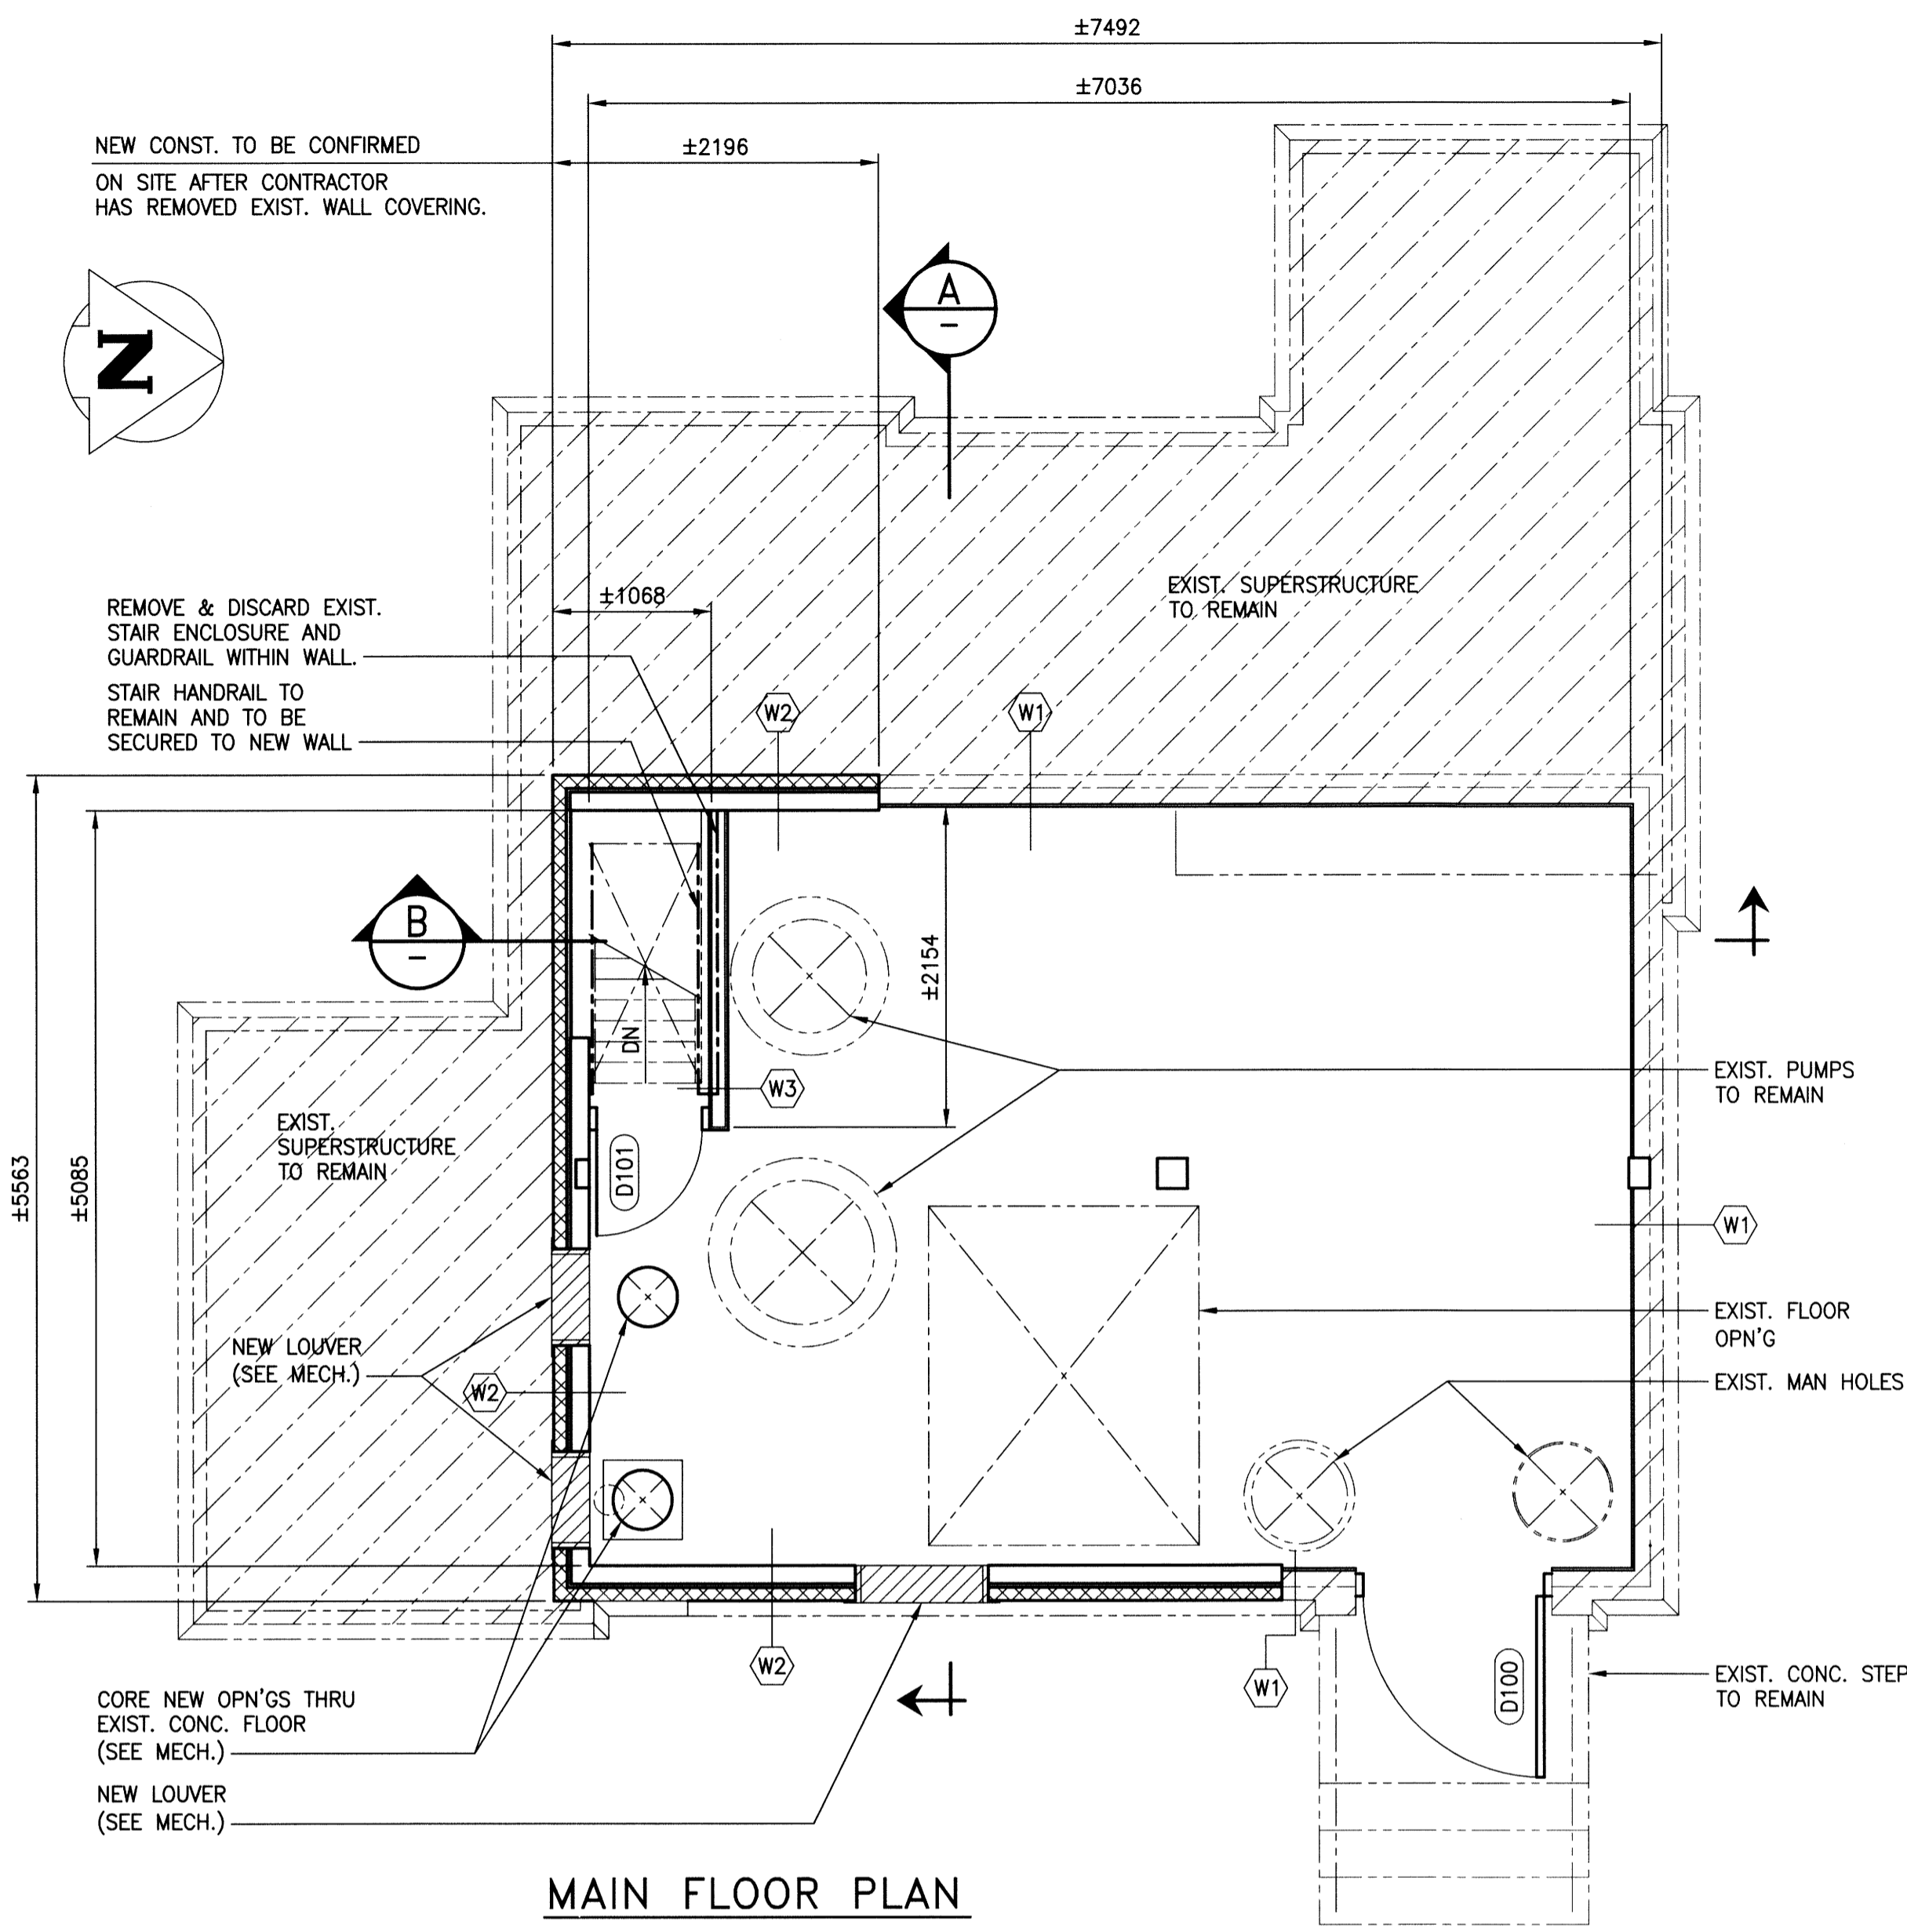 ±7492
±7036
±2196
NEW CONST. TO BE CONFIRMED
ON SITE AFTER CONTRACTOR
HAS REMOVED EXIST. WALL COVERING.
N
A
-
EXIST. SUPERSTRUCTURE
TO REMAIN
±1068
REMOVE & DISCARD EXIST.
STAIR ENCLOSURE AND
GUARDRAIL WITHIN WALL.
STAIR HANDRAIL TO
REMAIN AND TO BE
SECURED TO NEW WALL
W2
W1
B
-
±2154
DN
W3
EXIST. PUMPS
TO REMAIN
EXIST.
SUPERSTRUCTURE
TO REMAIN
D101
±5563
±5085
W1
EXIST. FLOOR
OPN'G
NEW LOUVER
(SEE MECH.)
W2
EXIST. MAN HOLES
W2
W1
D100
EXIST. CONC. STEP
TO REMAIN
CORE NEW OPN'GS THRU
EXIST. CONC. FLOOR
(SEE MECH.)
NEW LOUVER
(SEE MECH.)
MAIN FLOOR PLAN